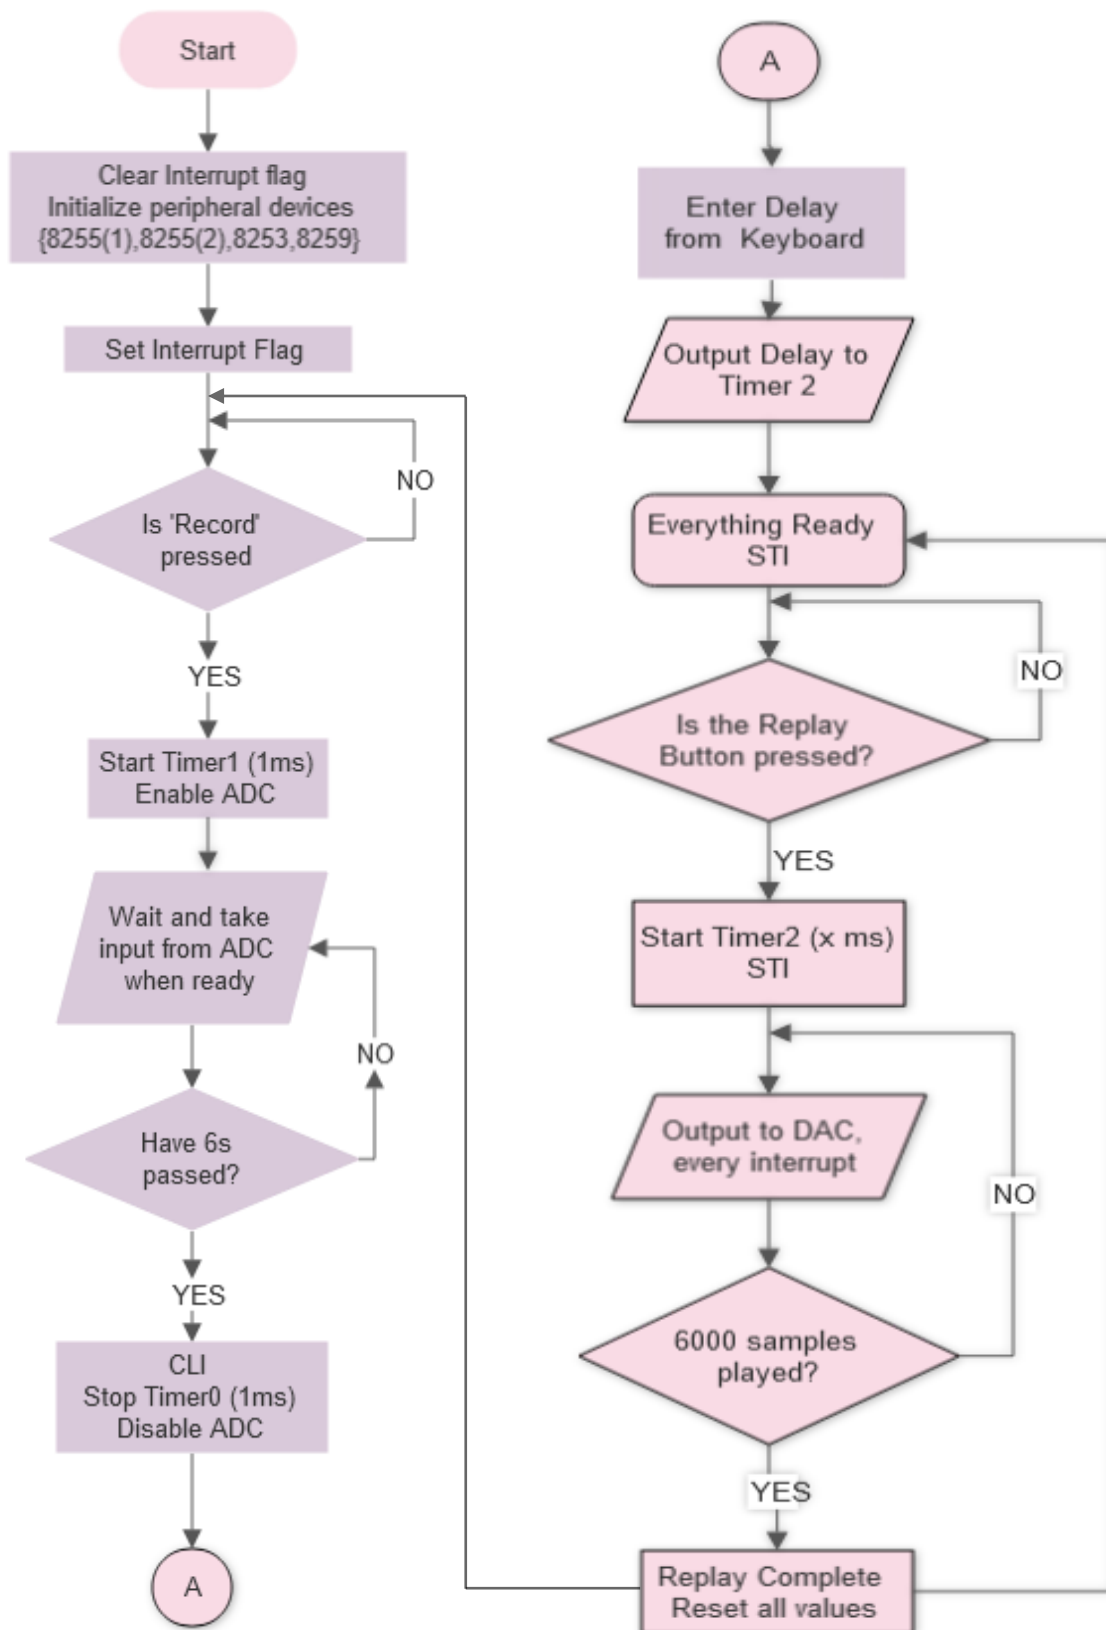 Start
Clear Interrupt flag
Initialize peripheral devices
{8255(1),8255(2),8253,8259}
Set Interrupt Flag
NO
Is 'Record'
pressed
YES
Start Timer1 (1ms)
Enable ADC
Wait and take
input from ADC
when ready
NO
Have 6s
passed?
YES
CLI
Stop Timer0 (1ms)
Disable ADC
A
A
Enter Delay
from Keyboard
Output Delay to
Timer 2
Everything Ready
STI
NO
Is the Replay
Button pressed?
YES
Start Timer2 (x ms)
STI
Output to DAC,
every interrupt
NO
6000 samples
played?
YES
Replay Complete
Reset all values